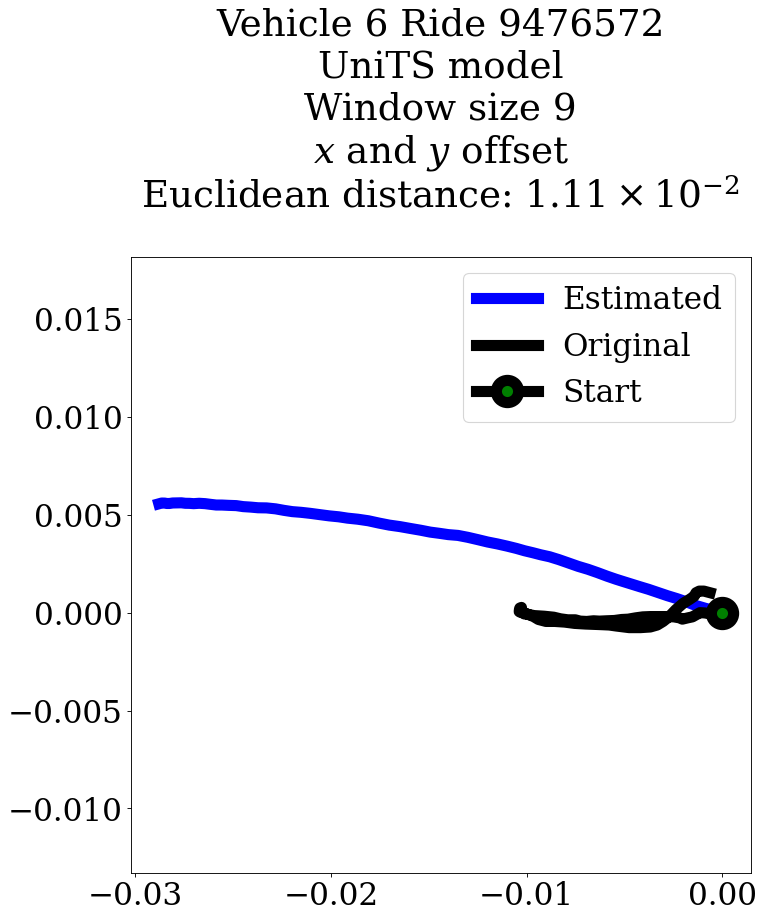 Vehicle 6 Ride 9476572
UniTS model
Window size 9
x and y offset
Euclidean distance: 1.11 × 10⁻²
Estimated
Original
Start
0.015
0.010
0.005
0.000
−0.005
−0.010
−0.03 −0.02 −0.01 0.00